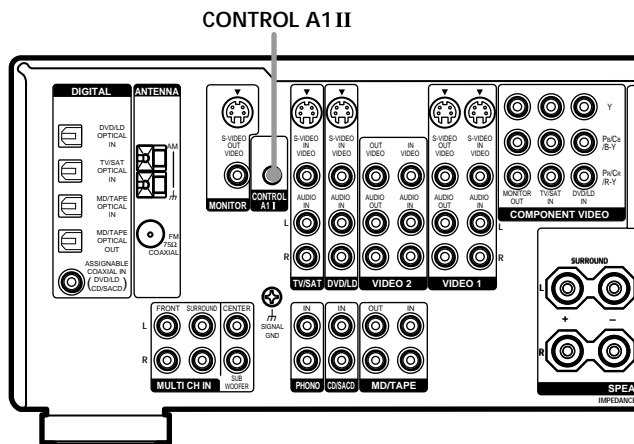 CONTROL A1II
DIGITAL
DVD/LD
OPTICAL
IN
TV/SAT
OPTICAL
IN
MD/TAPE
OPTICAL
IN
MD/TAPE
OPTICAL
OUT
ASSIGNABLE
COAXIAL IN
(DVD/LD
CD/SACD)
ANTENNA
AM
FM
75Ω
COAXIAL
S-VIDEO
OUT
VIDEO
MONITOR
CONTROL
A1 II
S-VIDEO
IN
VIDEO
AUDIO
IN
L
R
TV/SAT
S-VIDEO
IN
VIDEO
AUDIO
IN
DVD/LD
OUT
VIDEO
IN
VIDEO
AUDIO
OUT
AUDIO
IN
VIDEO 2
S-VIDEO
OUT
VIDEO
S-VIDEO
IN
VIDEO
AUDIO
OUT
AUDIO
IN
L
R
VIDEO 1
Y
PB/CB
/B-Y
PR/CR
/R-Y
MONITOR
OUT
TV/SAT
IN
DVD/LD
IN
COMPONENT VIDEO
SURROUND
L
+ −
R
SPEA
IMPEDANCE
FRONT SURROUND CENTER
L
R
SUB
WOOFER
MULTI CH IN
SIGNAL
GND
IN
PHONO
IN
CD/SACD
OUT IN
MD/TAPE